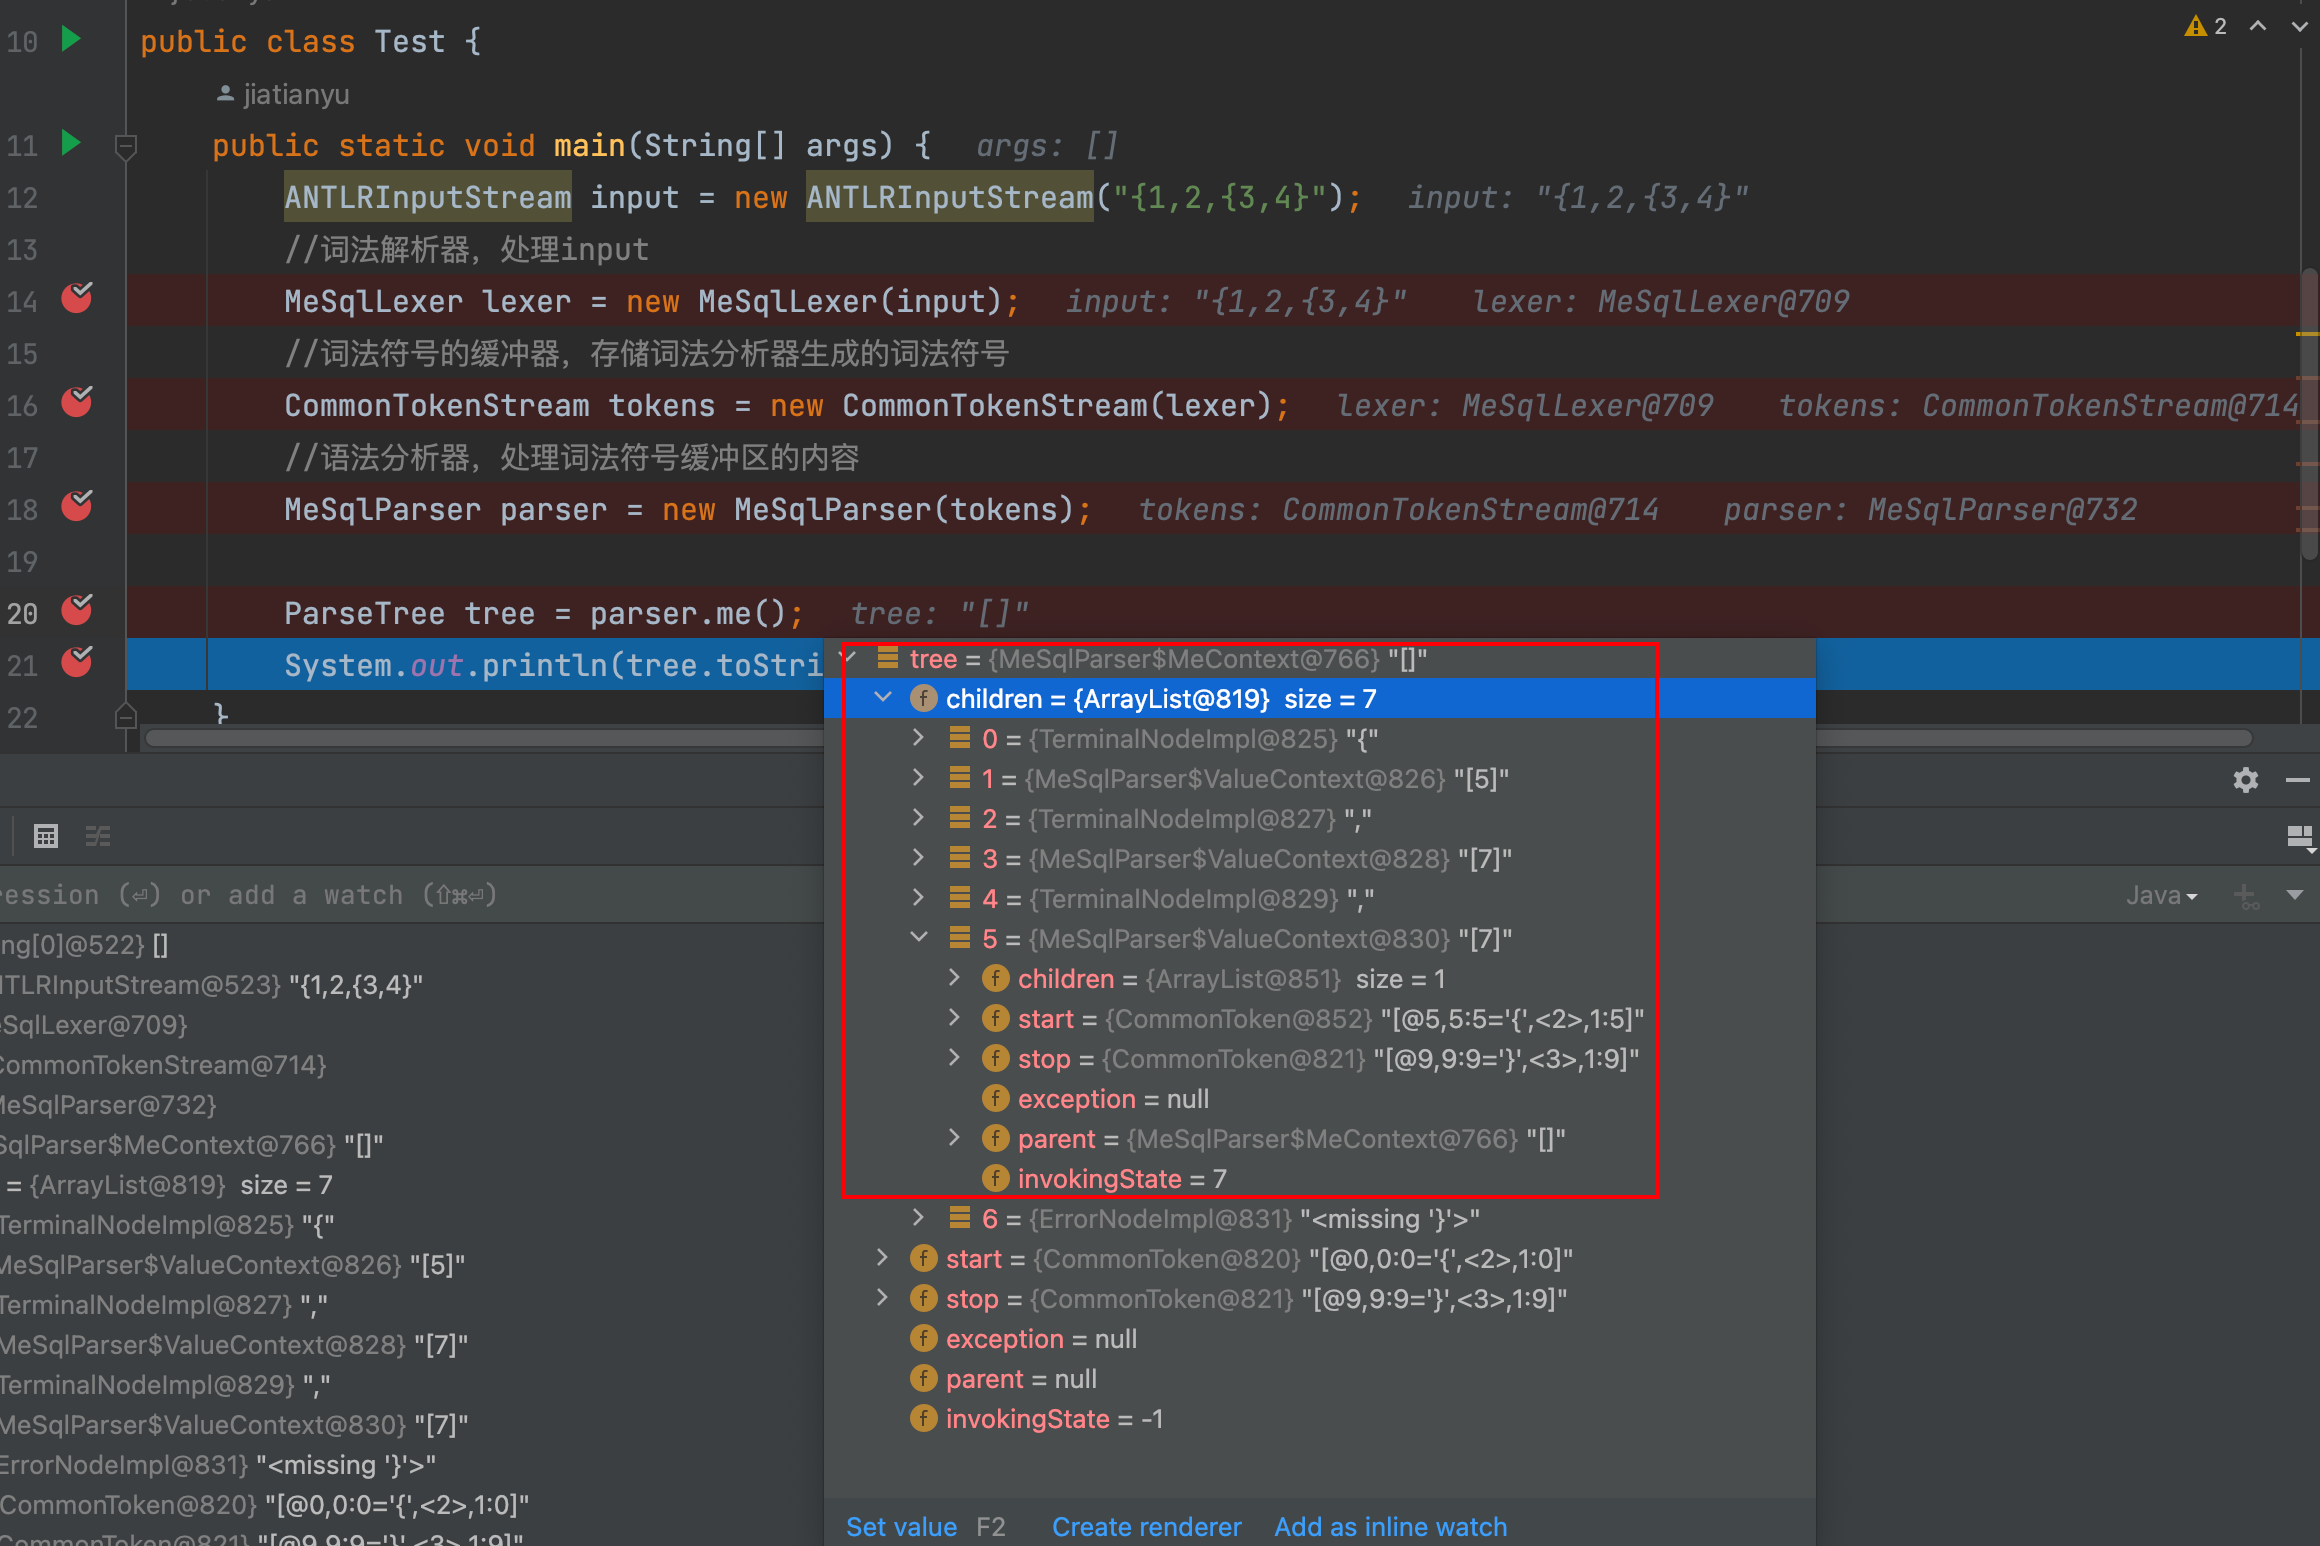 10 public class Test {
jiatianyu
11 public static void main(String[] args) { args: []
12 ANTLRInputStream input = new ANTLRInputStream("{1,2,{3,4}"); input: "{1,2,{3,4}"
13 //词法解析器，处理input
14 MeSqlLexer lexer = new MeSqlLexer(input); input: "{1,2,{3,4}" lexer: MeSqlLexer@709
15 //词法符号的缓冲器，存储词法分析器生成的词法符号
16 CommonTokenStream tokens = new CommonTokenStream(lexer); lexer: MeSqlLexer@709 tokens: CommonTokenStream@714
17 //语法分析器，处理词法符号缓冲区的内容
18 MeSqlParser parser = new MeSqlParser(tokens); tokens: CommonTokenStream@714 parser: MeSqlParser@732
19
20 ParseTree tree = parser.me(); tree: "[]"
21 System.out.println(tree.toStri
22 }
2
tree = {MeSqlParser$MeContext@766} "[]"
children = {ArrayList@819} size = 7
0 = {TerminalNodeImpl@825} "{"
1 = {MeSqlParser$ValueContext@826} "[5]"
2 = {TerminalNodeImpl@827} ","
3 = {MeSqlParser$ValueContext@828} "[7]"
4 = {TerminalNodeImpl@829} ","
5 = {MeSqlParser$ValueContext@830} "[7]"
children = {ArrayList@851} size = 1
start = {CommonToken@852} "[@5,5:5='{',<2>,1:5]"
stop = {CommonToken@821} "[@9,9:9='}',<3>,1:9]"
exception = null
parent = {MeSqlParser$MeContext@766} "[]"
invokingState = 7
6 = {ErrorNodeImpl@831} "<missing '}'>"
start = {CommonToken@820} "[@0,0:0='{',<2>,1:0]"
stop = {CommonToken@821} "[@9,9:9='}',<3>,1:9]"
exception = null
parent = null
invokingState = -1
Set value F2 Create renderer Add as inline watch
ression (⏎) or add a watch (⇧⌘⏎)
Java
ng[0]@522} []
NTLRInputStream@523} "{1,2,{3,4}"
eSqlLexer@709}
CommonTokenStream@714}
MeSqlParser@732}
SqlParser$MeContext@766} "[]"
= {ArrayList@819} size = 7
TerminalNodeImpl@825} "{"
MeSqlParser$ValueContext@826} "[5]"
TerminalNodeImpl@827} ","
MeSqlParser$ValueContext@828} "[7]"
TerminalNodeImpl@829} ","
MeSqlParser$ValueContext@830} "[7]"
ErrorNodeImpl@831} "<missing '}'>"
CommonToken@820} "[@0,0:0='{',<2>,1:0]"
CommonToken@821} "[@9,9:9='}',<3>,1:9]"